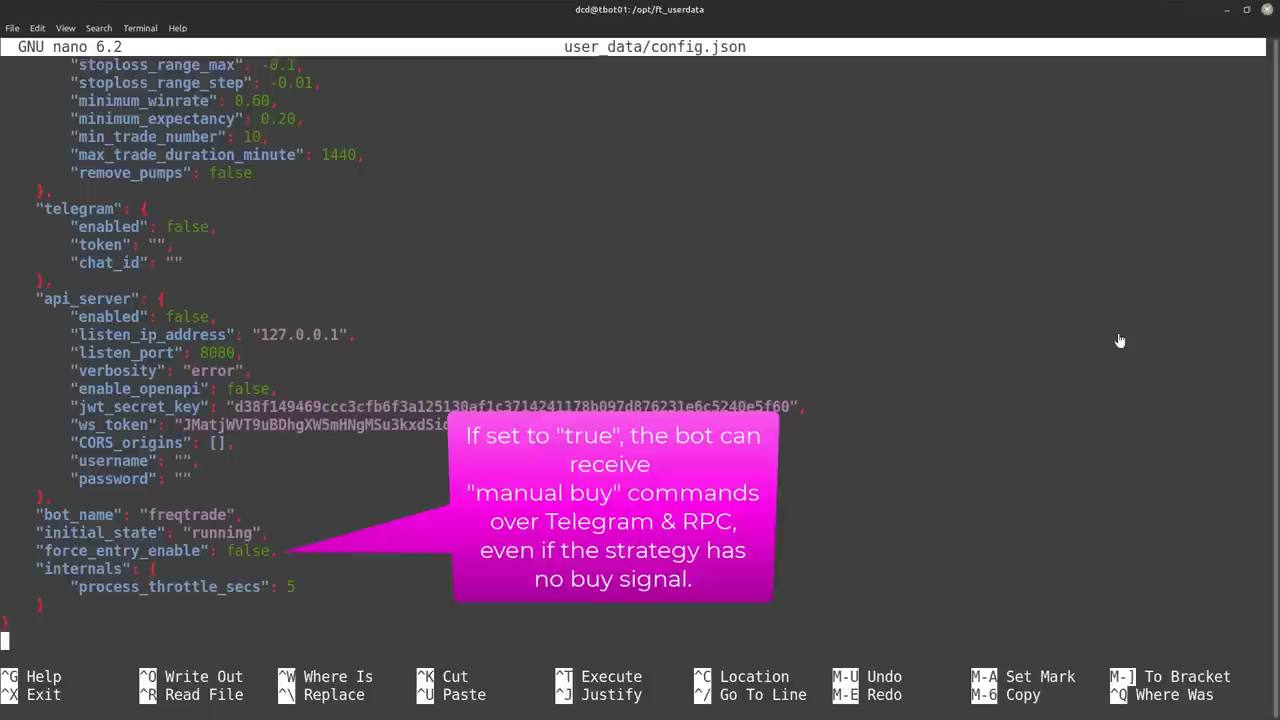 dcd@tbot01: /opt/ft_userdata
File Edit View Search Terminal Help
GNU nano 6.2 user_data/config.json
"stoploss_range_max": -0.1,
"stoploss_range_step": -0.01,
"minimum_winrate": 0.60,
"minimum_expectancy": 0.20,
"min_trade_number": 10,
"max_trade_duration_minute": 1440,
"remove_pumps": false
},
"telegram": {
"enabled": false,
"token": "",
"chat_id": ""
},
"api_server": {
"enabled": false,
"listen_ip_address": "127.0.0.1",
"listen_port": 8080,
"verbosity": "error",
"enable_openapi": false,
"jwt_secret_key": "d38f149469ccc3cfb6f3a125130af1c3714241178b097d876231e6c5240e5f60",
"ws_token":
"CORS_origins": [],
"username": "",
"password": ""
},
"bot_name": "freqtrade",
"initial_state": "running",
"force_entry_enable": false,
"internals": {
"process_throttle_secs": 5
}
}
If set to "true", the bot can
receive
"manual buy" commands
over Telegram & RPC,
even if the strategy has
no buy signal.
^G Help ^O Write Out ^W Where Is ^K Cut ^T Execute ^C Location M-U Undo M-A Set Mark M-] To Bracket
^X Exit ^R Read File ^\ Replace ^U Paste ^J Justify ^/ Go To Line M-E Redo M-6 Copy ^Q Where Was